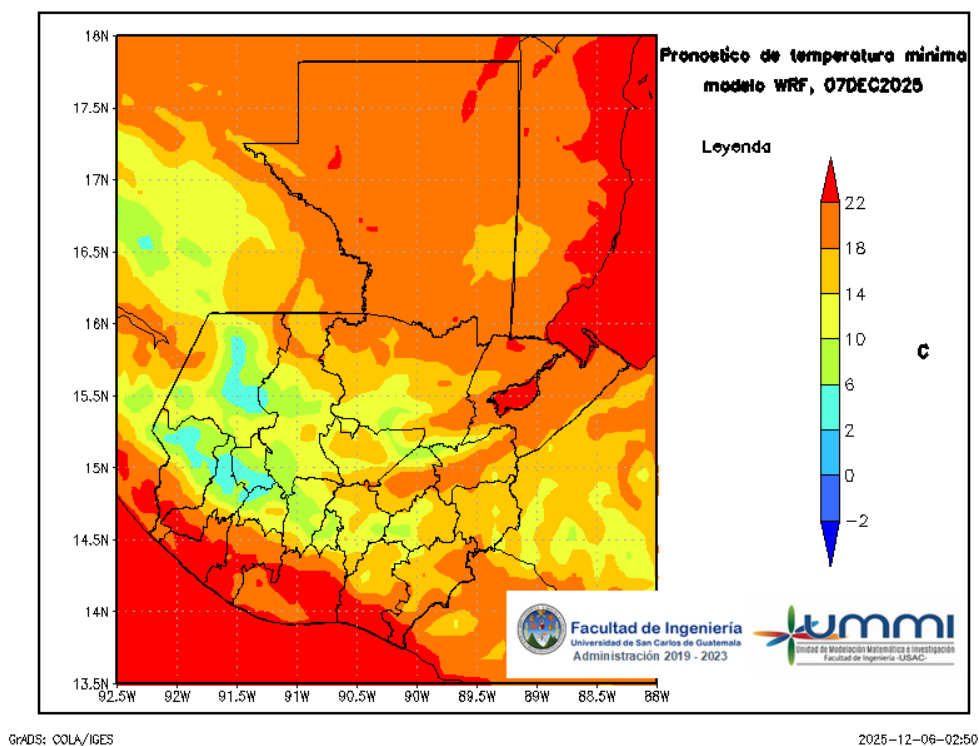 Pronostico de temperatura minima
modelo WRF, 07DEC2025
Leyenda
22
18
14
10
6
2
0
−2
C
18N
17.5N
17N
16.5N
16N
15.5N
15N
14.5N
14N
13.5N
92.5W
92W
91.5W
91W
90.5W
90W
89.5W
89W
88.5W
88W
Facultad de Ingeniería
Universidad de San Carlos de Guatemala
Administración 2019 - 2023
ummi
Unidad de Modelación Matemática e Investigación
Facultad de Ingeniería -USAC-
GrADS: COLA/IGES
2025−12−06−02:50